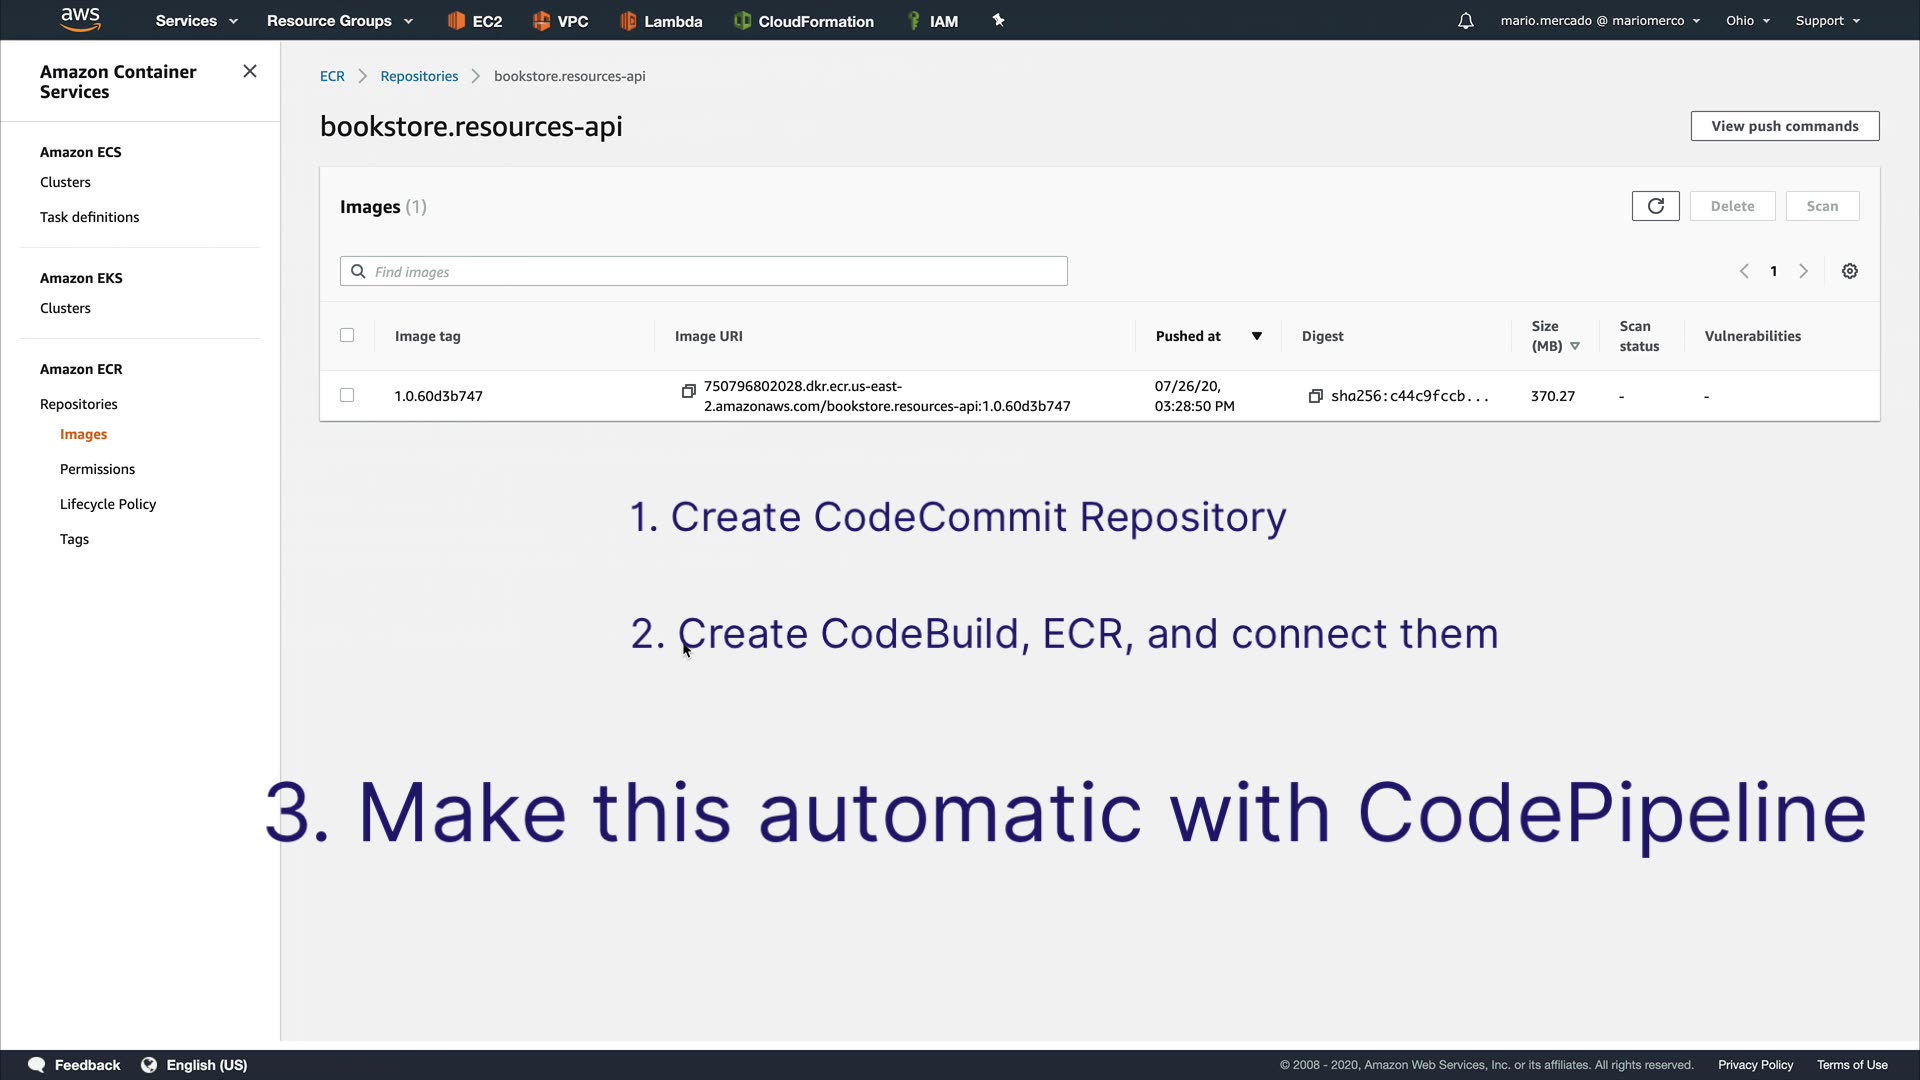 aws
Services
Resource Groups
EC2
VPC
Lambda
CloudFormation
IAM
mario.mercado @ mariomerco
Ohio
Support
Amazon Container
Services
Amazon ECS
Clusters
Task definitions
Amazon EKS
Clusters
Amazon ECR
Repositories
Images
Permissions
Lifecycle Policy
Tags
ECR
Repositories
bookstore.resources-api
bookstore.resources-api
View push commands
Images (1)
Delete
Scan
Find images
1
Image tag
Image URI
Pushed at
Digest
Size
(MB)
Scan
status
Vulnerabilities
1.0.60d3b747
750796802028.dkr.ecr.us-east-
2.amazonaws.com/bookstore.resources-api:1.0.60d3b747
07/26/20,
03:28:50 PM
sha256:c44c9fccb...
370.27
-
-
1. Create CodeCommit Repository
2. Create CodeBuild, ECR, and connect them
3. Make this automatic with CodePipeline
Feedback
English (US)
© 2008 - 2020, Amazon Web Services, Inc. or its affiliates. All rights reserved.
Privacy Policy
Terms of Use